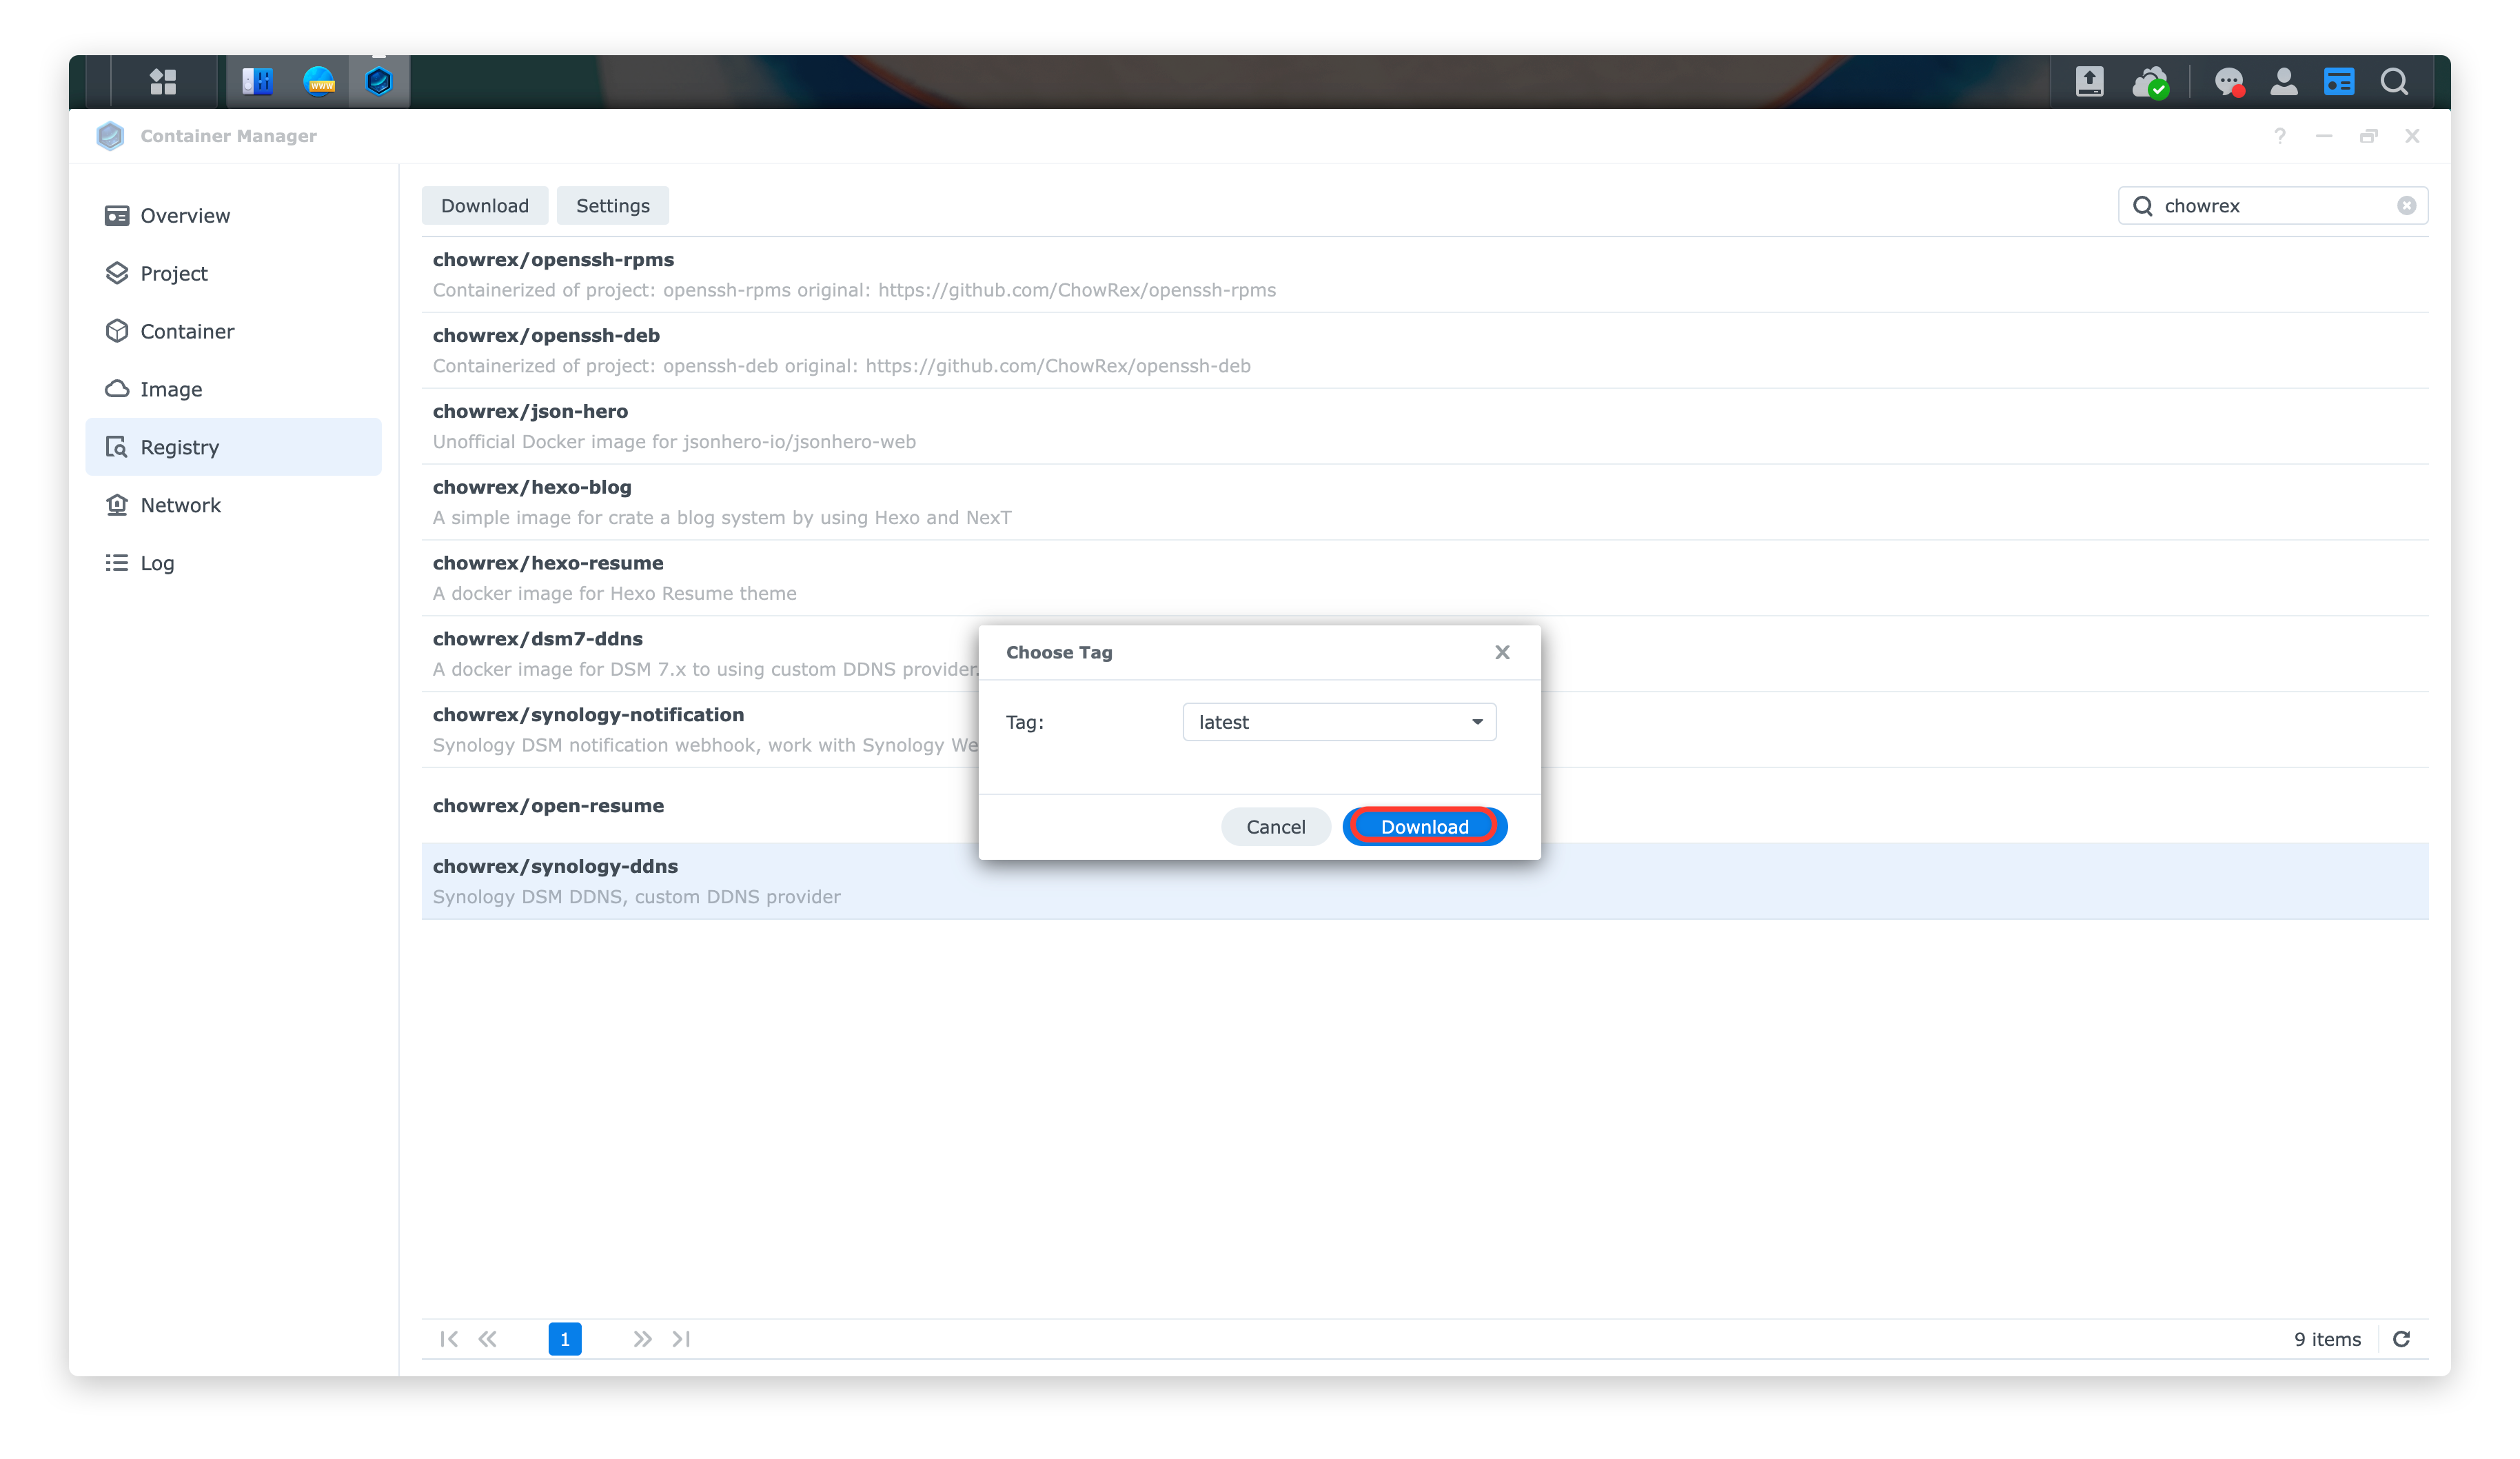 www
Container Manager
Overview
Project
Container
Image
Registry
Network
Log
Download Settings
chowrex
chowrex/openssh-rpms
Containerized of project: openssh-rpms original: https://github.com/ChowRex/openssh-rpms
chowrex/openssh-deb
Containerized of project: openssh-deb original: https://github.com/ChowRex/openssh-deb
chowrex/json-hero
Unofficial Docker image for jsonhero-io/jsonhero-web
chowrex/hexo-blog
A simple image for crate a blog system by using Hexo and NexT
chowrex/hexo-resume
A docker image for Hexo Resume theme
chowrex/dsm7-ddns
A docker image for DSM 7.x to using custom DDNS provider.
chowrex/synology-notification
Synology DSM notification webhook, work with Synology We
chowrex/open-resume
chowrex/synology-ddns
Synology DSM DDNS, custom DDNS provider
Choose Tag
Tag: latest
Cancel Download
1
9 items